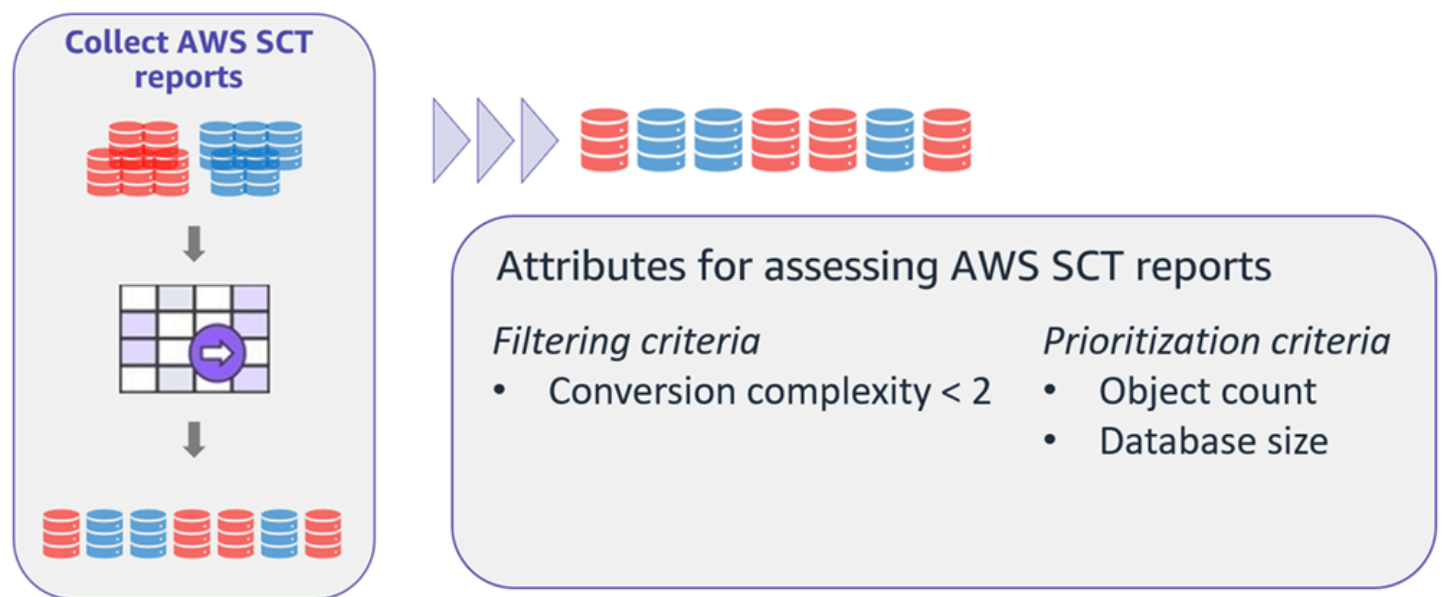 Collect AWS SCT
reports
Attributes for assessing AWS SCT reports
Filtering criteria
• Conversion complexity < 2
Prioritization criteria
• Object count
• Database size